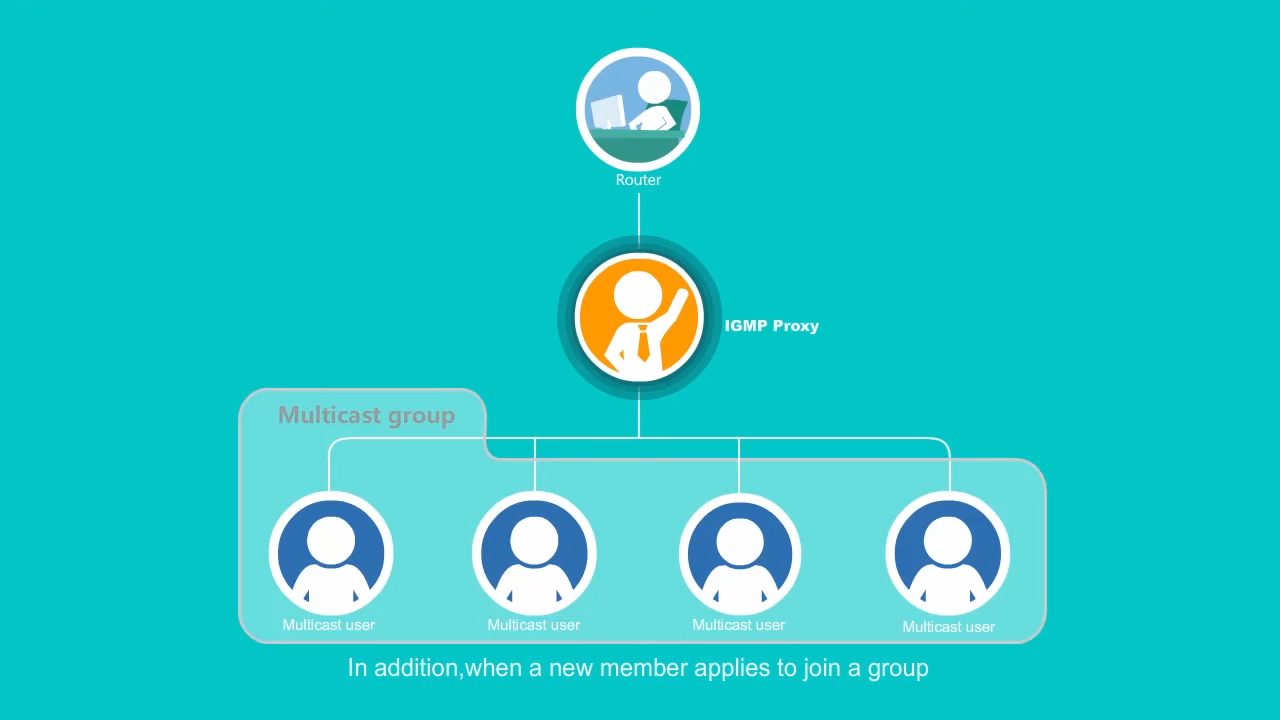 Router
IGMP Proxy
Multicast group
Multicast user
Multicast user
Multicast user
Multicast user
In addition,when a new member applies to join a group